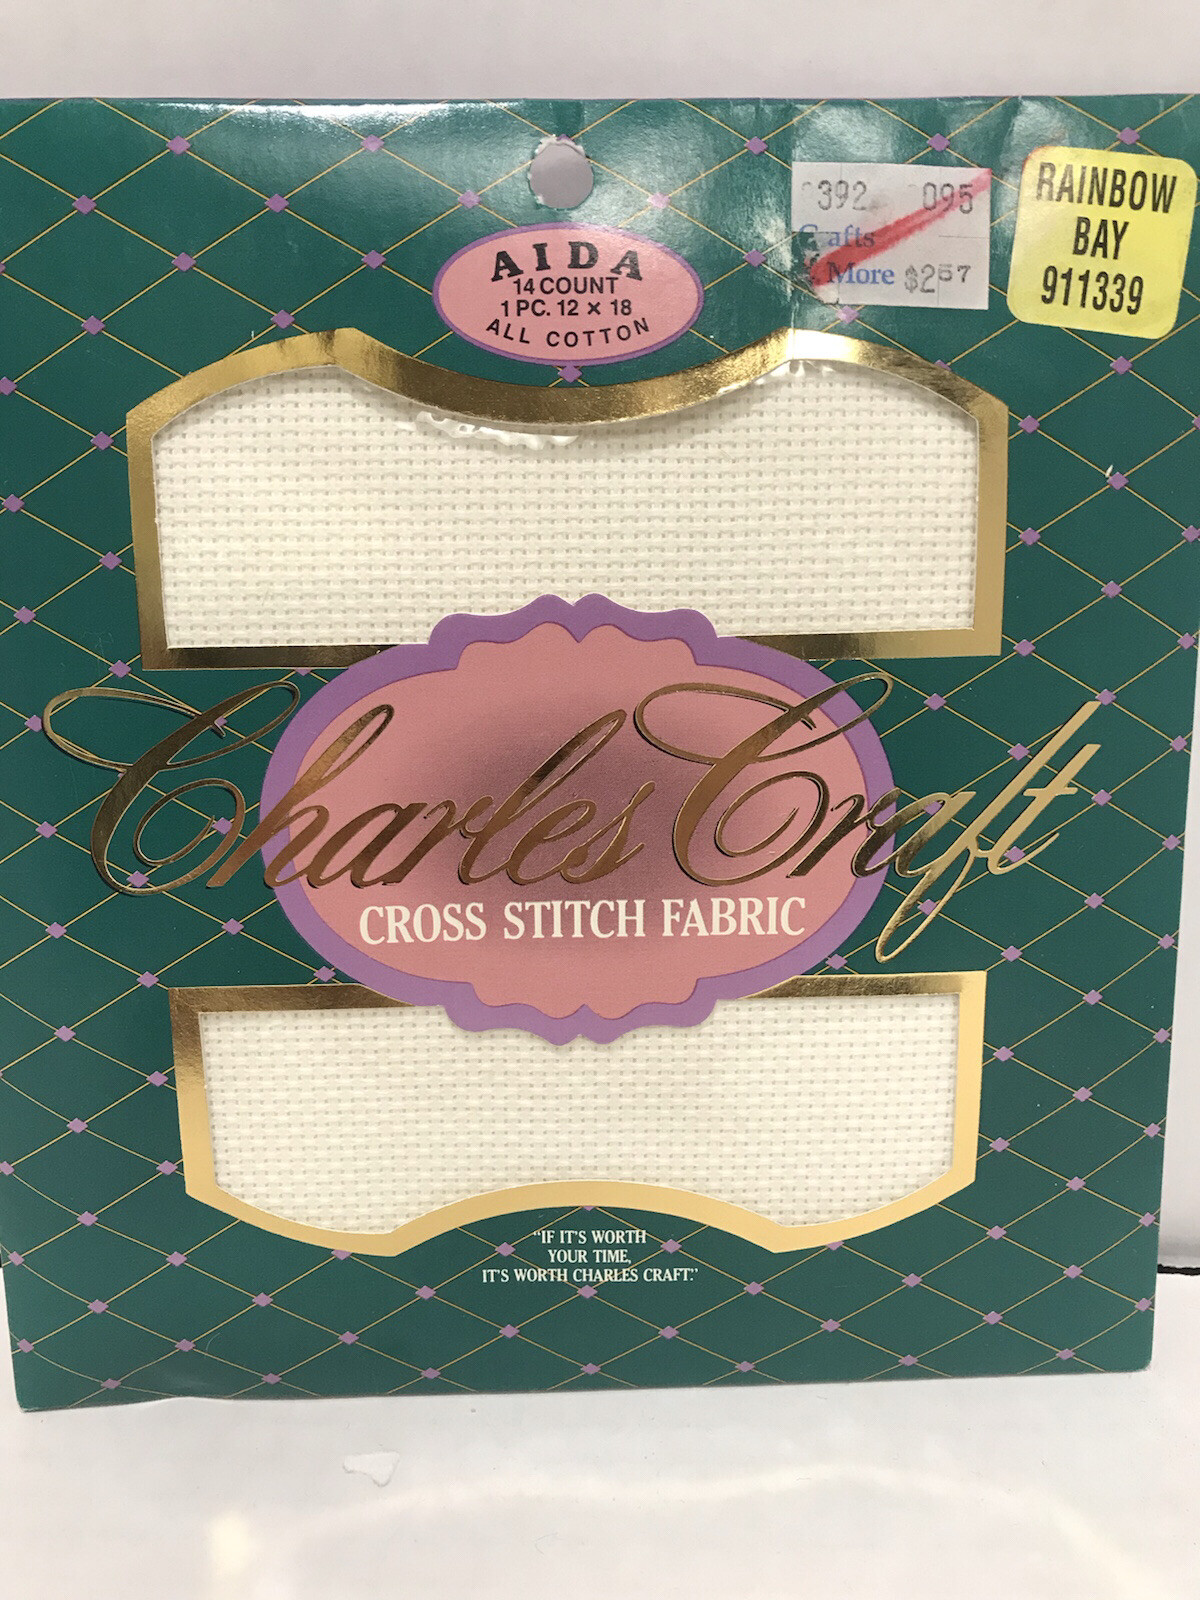 AIDA
14 COUNT
1 PC. 12 × 18
ALL COTTON
392 095
Crafts
& More $2.57
RAINBOW
BAY
911339
Charles Craft
CROSS STITCH FABRIC
"IF IT'S WORTH
YOUR TIME,
IT'S WORTH CHARLES CRAFT."